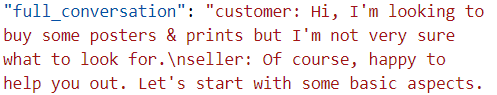 "full_conversation": "customer: Hi, I'm looking to
buy some posters & prints but I'm not very sure
what to look for.\nseller: Of course, happy to
help you out. Let's start with some basic aspects.